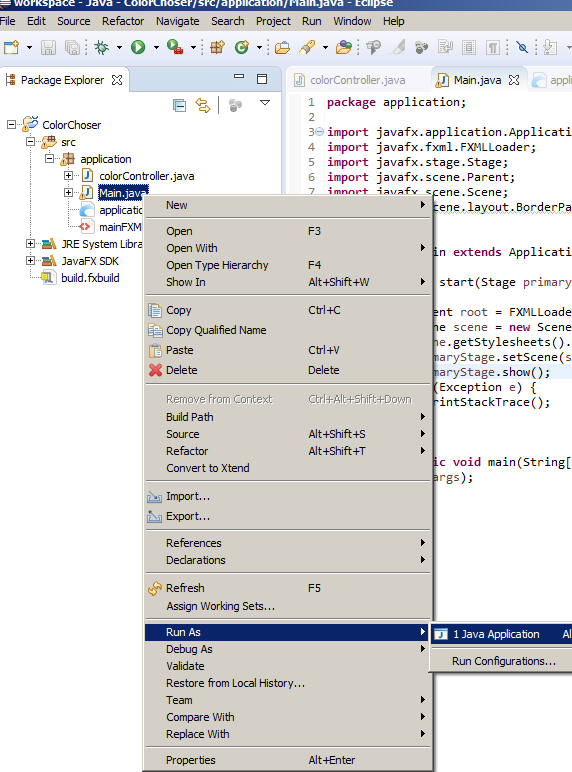 workspace - Java - ColorChoser/src/application/Main.java - Eclipse
File Edit Source Refactor Navigate Search Project Run Window Help
Package Explorer
colorController.java Main.java app
ColorChoser
src
application
colorController.java
Main.java
applicatio
mainFXM
JRE System Libra
JavaFX SDK
build.fxbuild
1 package application;
2
3 import javafx.application.Applicati
4 import javafx.fxml.FXMLLoader;
5 import javafx.stage.Stage;
6 import javafx.scene.Parent;
7 import javafx.scene.Scene;
ene.layout.BorderPa
in extends Applicat
start(Stage primary
ent root = FXMLLoade
ne scene = new Scene
ne.getStylesheets().
maryStage.setScene(s
maryStage.show();
(Exception e) {
rintStackTrace();
ic void main(String[
args);
New
Open F3
Open With
Open Type Hierarchy F4
Show In Alt+Shift+W
Copy Ctrl+C
Copy Qualified Name
Paste Ctrl+V
Delete Delete
Remove from Context Ctrl+Alt+Shift+Down
Build Path
Source Alt+Shift+S
Refactor Alt+Shift+T
Convert to Xtend
Import...
Export...
References
Declarations
Refresh F5
Assign Working Sets...
Run As
Debug As
Validate
Restore from Local History...
Team
Compare With
Replace With
Properties Alt+Enter
1 Java Application Al
Run Configurations...